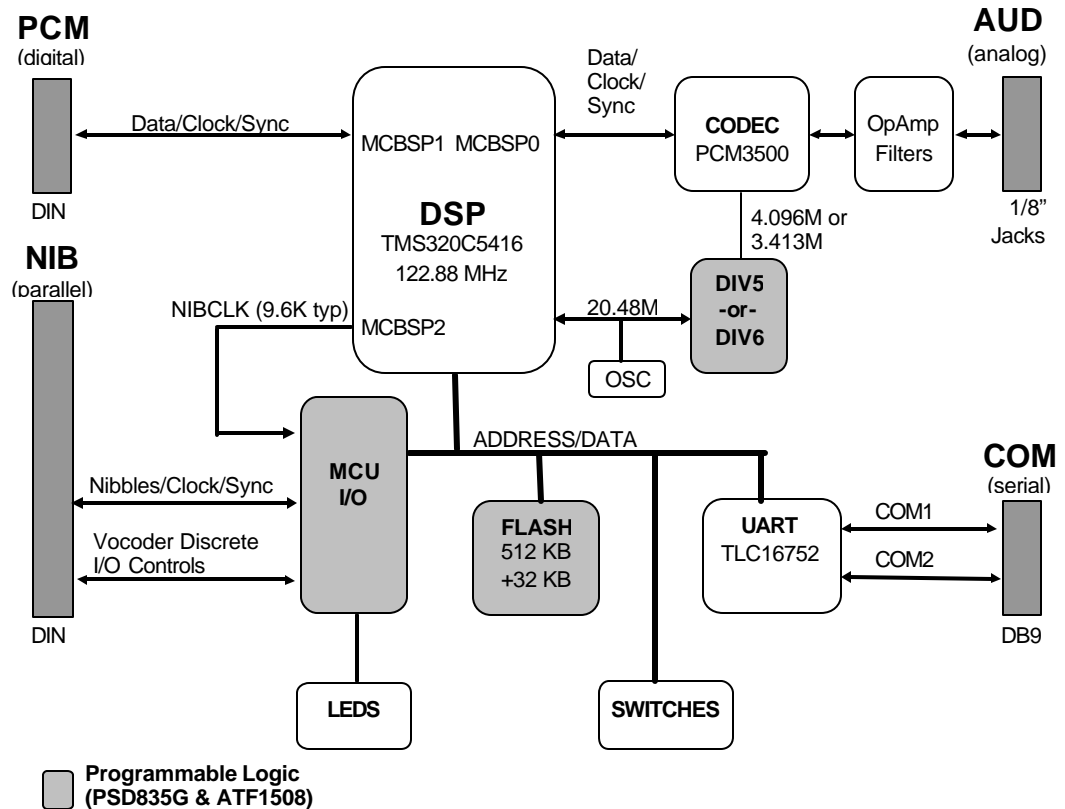 PCM
(digital)
DIN
Data/Clock/Sync
MCBSP1 MCBSP0
DSP
TMS320C5416
122.88 MHz
MCBSP2
Data/
Clock/
Sync
CODEC
PCM3500
OpAmp
Filters
AUD
(analog)
1/8”
Jacks
4.096M or
3.413M
DIV5
-or-
DIV6
20.48M
OSC
NIB
(parallel)
DIN
NIBCLK (9.6K typ)
Nibbles/Clock/Sync
Vocoder Discrete
I/O Controls
MCU
I/O
ADDRESS/DATA
FLASH
512 KB
+32 KB
UART
TLC16752
COM1
COM2
COM
(serial)
DB9
LEDS
SWITCHES
Programmable Logic
(PSD835G & ATF1508)